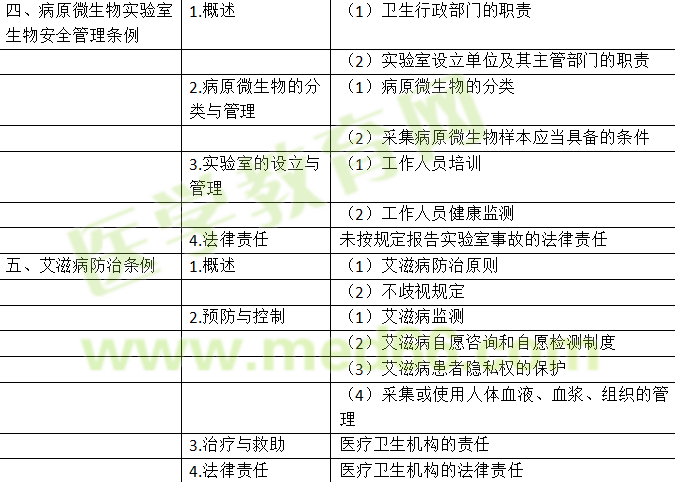 四、病原微生物实验室 1.概述 （1）卫生行政部门的职责
生物安全管理条例
（2）实验室设立单位及其主管部门的职责
2.病原微生物的分 （1）病原微生物的分类
类与管理
（2）采集病原微生物样本应当具备的条件
3.实验室的设立与 （1）工作人员培训
管理
（2）工作人员健康监测
4.法律责任 未按规定报告实验室事故的法律责任
五、艾滋病防治条例 1.概述 （1）艾滋病防治原则
（2）不歧视规定
2.预防与控制 （1）艾滋病监测
（2）艾滋病自愿咨询和自愿检测制度
（3）艾滋病患者隐私权的保护
（4）采集或使用人体血液、血浆、组织的管
理
3.治疗与救助 医疗卫生机构的责任
4.法律责任 医疗卫生机构的法律责任
医学教育网